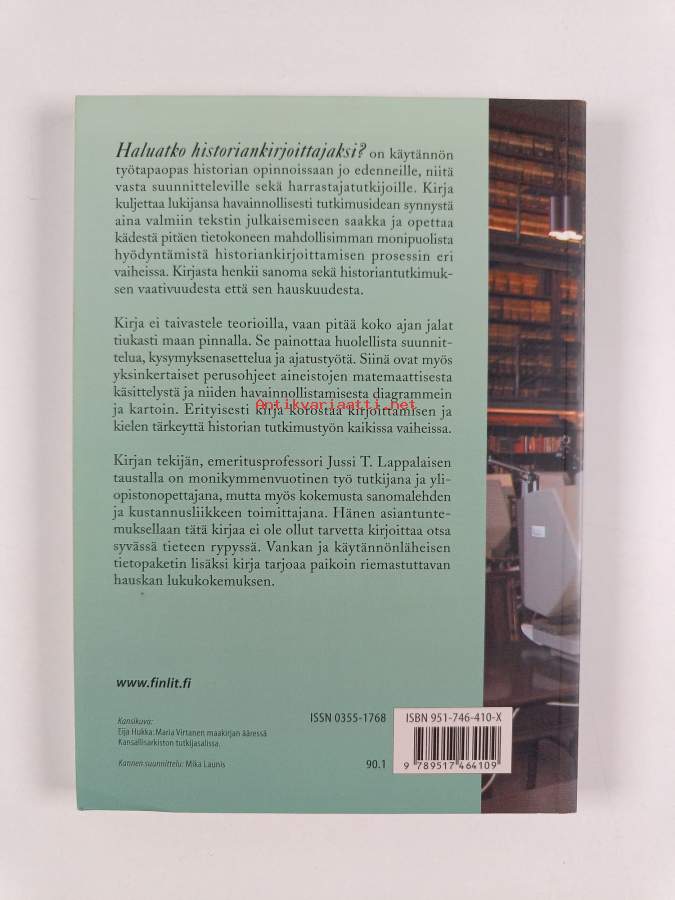 Haluatko historiankirjoittajaksi? on käytännön
työtapaopas historian opinnoissaan jo edenneille, niitä
vasta suunnitteleville sekä harrastajatutkijoille. Kirja
kuljettaa lukijansa havainnollisesti tutkimusidean synnystä
aina valmiin tekstin julkaisemiseen saakka ja opettaa
kädestä pitäen tietokoneen mahdollisimman monipuolista
hyödyntämistä historiankirjoittamisen prosessin eri
vaiheissa. Kirjasta henkii sanoma sekä historiantutkimuk-
sen vaativuudesta että sen hauskuudesta.
Kirja ei taivastele teorioilla, vaan pitää koko ajan jalat
tiukasti maan pinnalla. Se painottaa huolellista suunnit-
telua, kysymyksenasettelua ja ajatustyötä. Siinä ovat myös
yksinkertaiset perusohjeet aineistojen matemaattisesta
käsittelystä ja niiden havainnollistamisesta diagrammein
ja kartoin. Erityisesti kirja korostaa kirjoittamisen ja
Antikvariaatti.net
kielen tärkeyttä historian tutkimustyön kaikissa vaiheissa.
Kirjan tekijän, emeritusprofessori Jussi T. Lappalaisen
taustalla on monikymmenvuotinen työ tutkijana ja yli-
opistonopettajana, mutta myös kokemusta sanomalehden
ja kustannusliikkeen toimittajana. Hänen asiantunte-
muksellaan tätä kirjaa ei ole ollut tarvetta kirjoittaa otsa
syvässä tieteen rypyssä. Vankan ja käytännönläheisen
tietopaketin lisäksi kirja tarjoaa paikoin riemastuttavan
hauskan lukukokemuksen.
www.finlit.fi
Kansikuva:
Eija Hukka: Maria Virtanen maakirjan ääressä
Kansallisarkiston tutkijasalissa.
Kannen suunnittelu: Mika Launis
ISSN 0355-1768
90.1
ISBN 951-746-410-X
9 789517 464109